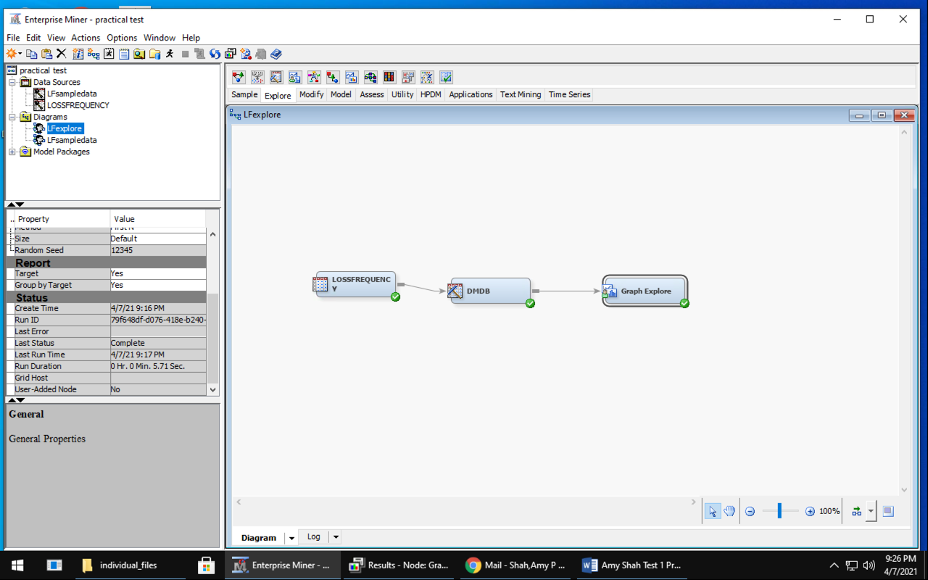 Enterprise Miner - practical test
File Edit View Actions Options Window Help
practical test
Data Sources
LFsampledata
LOSSFREQUENCY
Diagrams
LFexplore
LFsampledata
Model Packages
Sample Explore Modify Model Assess Utility HPDM Applications Text Mining Time Series
LFexplore
.. Property Value
Method First N
Size Default
Random Seed 12345
Report
Target Yes
Group by Target Yes
Status
Create Time 4/7/21 9:16 PM
Run ID 79f648df-d076-418e-b240-
Last Error
Last Status Complete
Last Run Time 4/7/21 9:17 PM
Run Duration 0 Hr. 0 Min. 5.71 Sec.
Grid Host
User-Added Node No
General
General Properties
LOSSFREQUENC
Y
DMDB
Graph Explore
100%
Diagram Log
individual_files
Enterprise Miner - ...
Results - Node: Gra...
Mail - Shah,Amy P ...
Amy Shah Test 1 Pr...
9:26 PM
4/7/2021